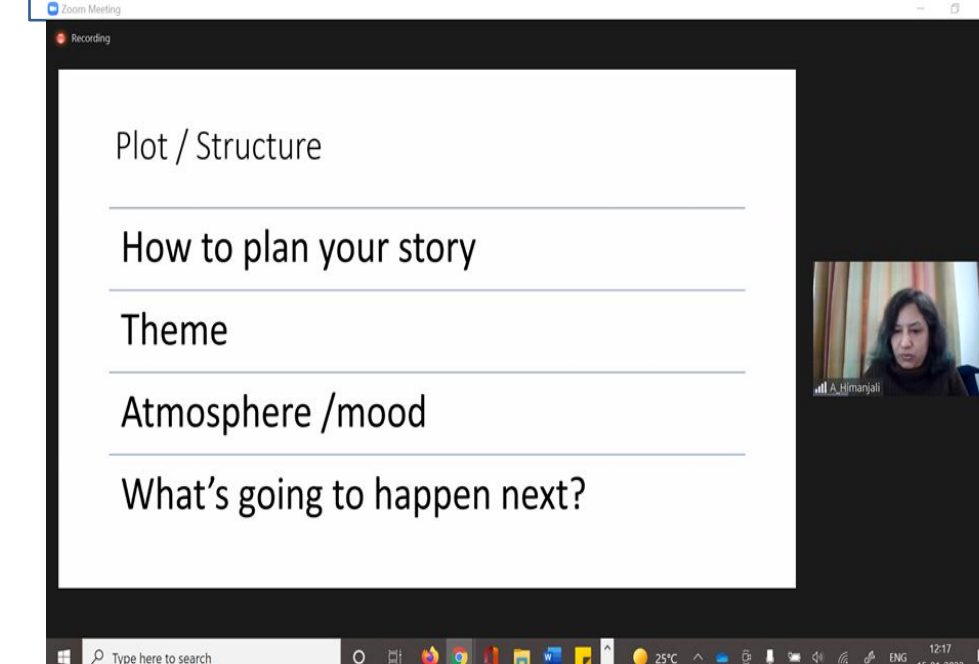 Zoom Meeting
Recording
Plot / Structure
How to plan your story
Theme
Atmosphere /mood
What’s going to happen next?
A_Himanjali
Type here to search
25°C
ENG
12:17